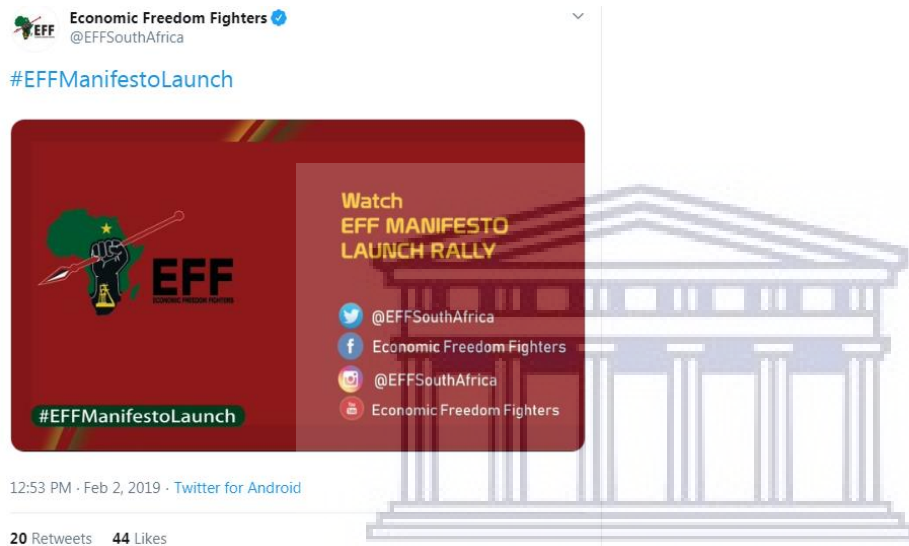 Economic Freedom Fighters
@EFFSouthAfrica
#EFFManifestoLaunch
EFF
ECONOMIC FREEDOM FIGHTERS
#EFFManifestoLaunch
Watch
EFF MANIFESTO
LAUNCH RALLY
@EFFSouthAfrica
Economic Freedom Fighters
@EFFSouthAfrica
Economic Freedom Fighters
12:53 PM · Feb 2, 2019 · Twitter for Android
20 Retweets 44 Likes